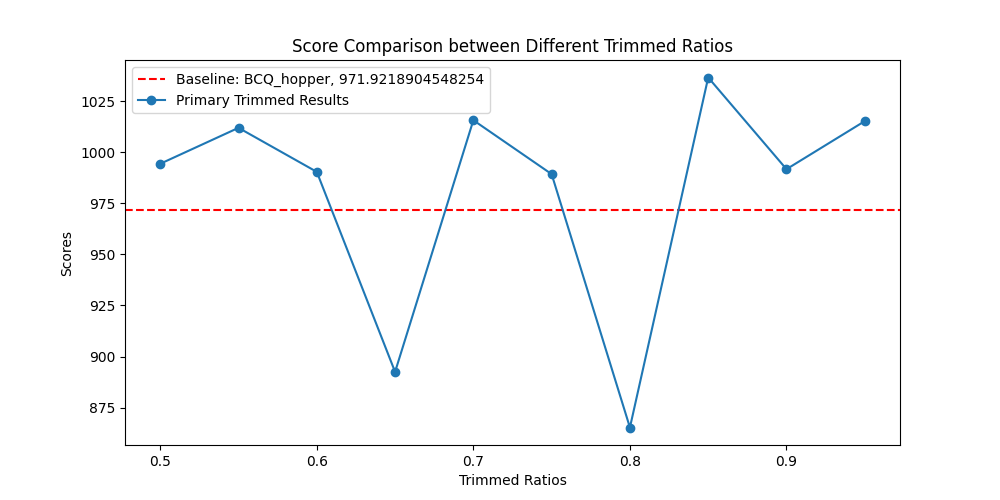 Score Comparison between Different Trimmed Ratios
Baseline: BCQ_hopper, 971.9218904548254
Primary Trimmed Results
1025
1000
975
950
925
900
875
Scores
0.5
0.6
0.7
0.8
0.9
Trimmed Ratios